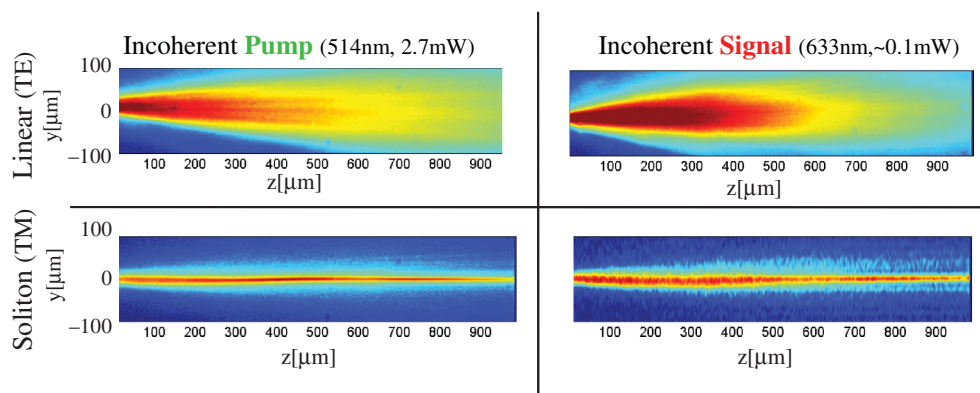 Incoherent Pump (514nm, 2.7mW)
Incoherent Signal (633nm,~0.1mW)
Linear (TE)
y[μm]
100
0
−100
100 200 300 400 500 600 700 800 900
z[μm]
100 200 300 400 500 600 700 800 900
z[μm]
Soliton (TM)
y[μm]
100
0
−100
100 200 300 400 500 600 700 800 900
z[μm]
100 200 300 400 500 600 700 800 900
z[μm]